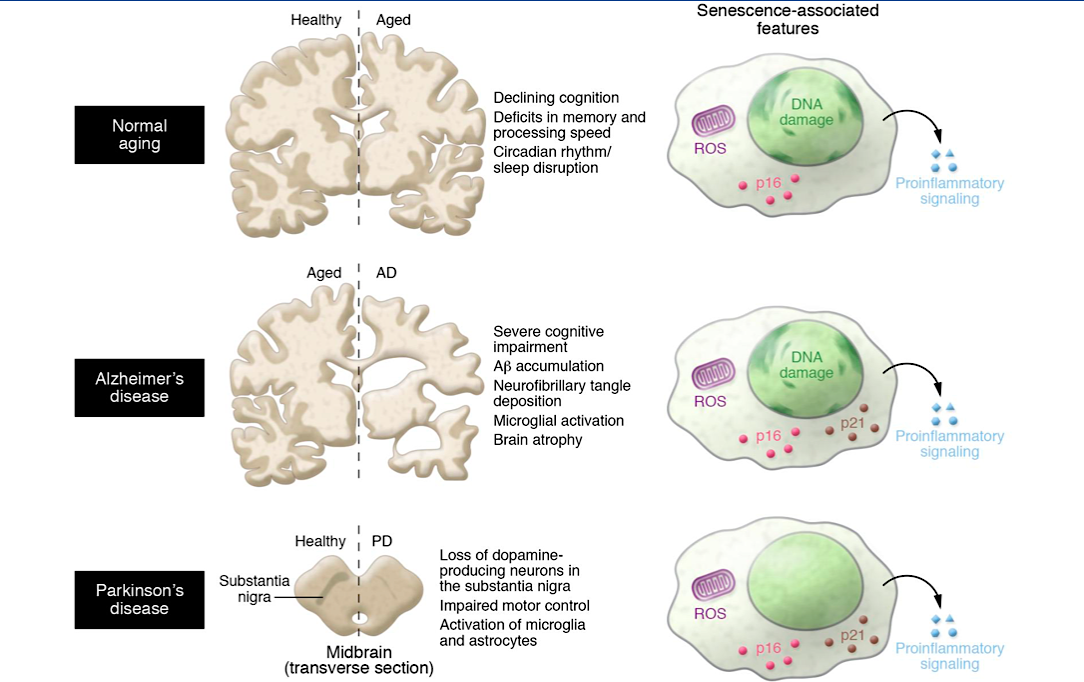 Healthy
Aged
Senescence-associated
features
Normal
aging
Declining cognition
Deficits in memory and
processing speed
Circadian rhythm/
sleep disruption
DNA
damage
ROS
p16
Proinflammatory
signaling
Aged
AD
Alzheimer's
disease
Severe cognitive
impairment
Aβ accumulation
Neurofibrillary tangle
deposition
Microglial activation
Brain atrophy
DNA
damage
ROS
p16
p21
Proinflammatory
signaling
Healthy
PD
Parkinson's
disease
Substantia
nigra
Midbrain
(transverse section)
Loss of dopamine-
producing neurons in
the substantia nigra
Impaired motor control
Activation of microglia
and astrocytes
ROS
p16
p21
Proinflammatory
signaling